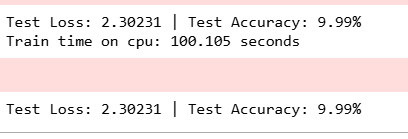 Test Loss: 2.30231 | Test Accuracy: 9.99%
Train time on cpu: 100.105 seconds
Test Loss: 2.30231 | Test Accuracy: 9.99%